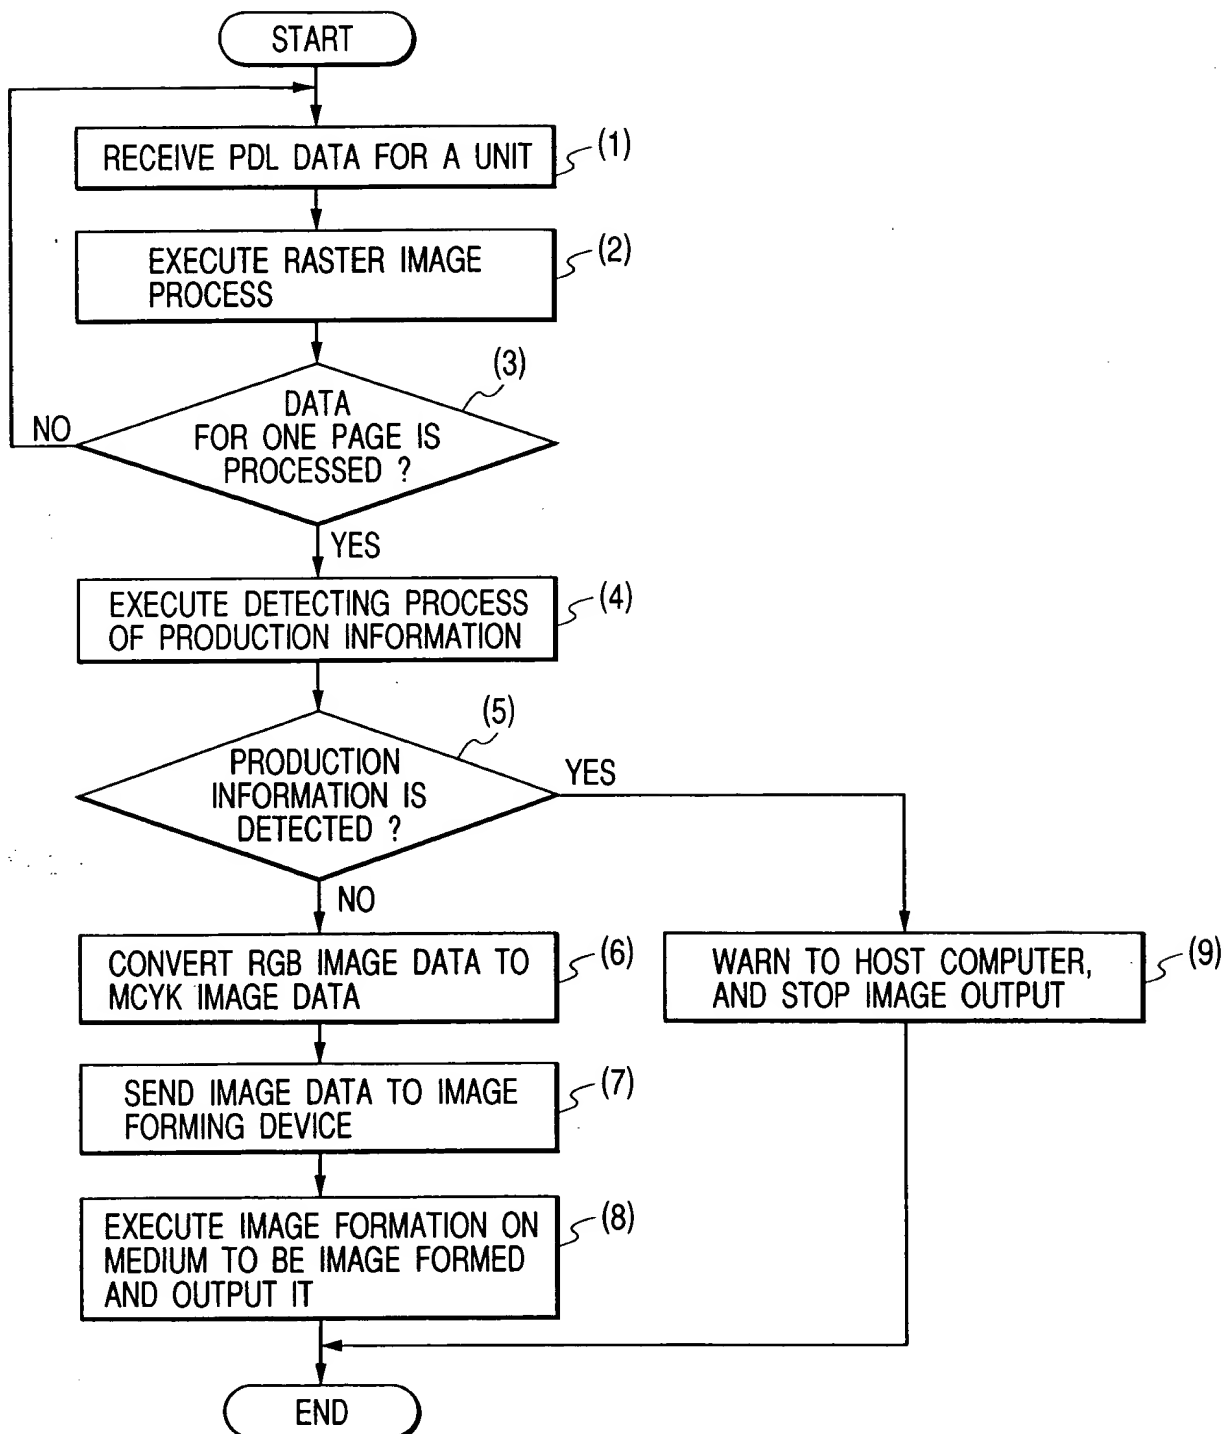 START
RECEIVE PDL DATA FOR A UNIT
(1)
EXECUTE RASTER IMAGE
PROCESS
(2)
(3)
DATA
FOR ONE PAGE IS
PROCESSED ?
NO
YES
EXECUTE DETECTING PROCESS
OF PRODUCTION INFORMATION
(4)
(5)
PRODUCTION
INFORMATION IS
DETECTED ?
YES
NO
CONVERT RGB IMAGE DATA TO
MCYK IMAGE DATA
(6)
WARN TO HOST COMPUTER,
AND STOP IMAGE OUTPUT
(9)
SEND IMAGE DATA TO IMAGE
FORMING DEVICE
(7)
EXECUTE IMAGE FORMATION ON
MEDIUM TO BE IMAGE FORMED
AND OUTPUT IT
(8)
END